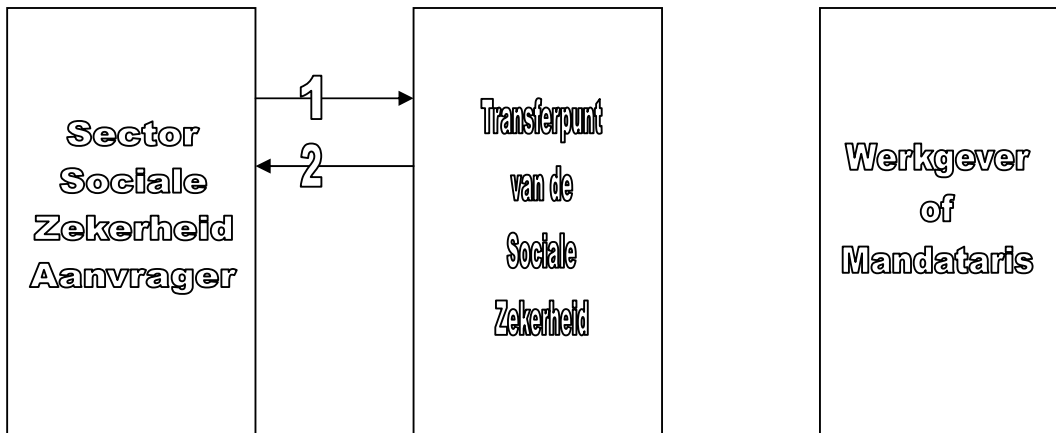 Sector
Sociale
Zekerheid
Aanvrager
1
2
Transferpunt
van de
Sociale
Zekerheid
Werkgever
of
Mandataris